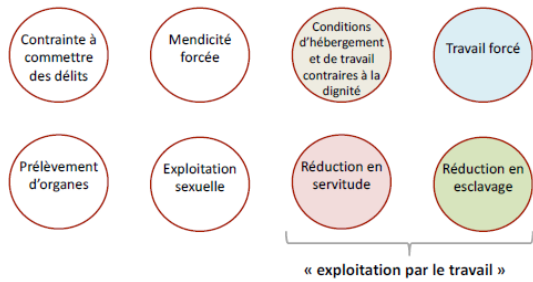 Contrainte à
commettre
des délits
Mendicité
forcée
Conditions
d'hébergement
et de travail
contraires à la
dignité
Travail forcé
Prélèvement
d'organes
Exploitation
sexuelle
Réduction en
servitude
Réduction en
esclavage
« exploitation par le travail »